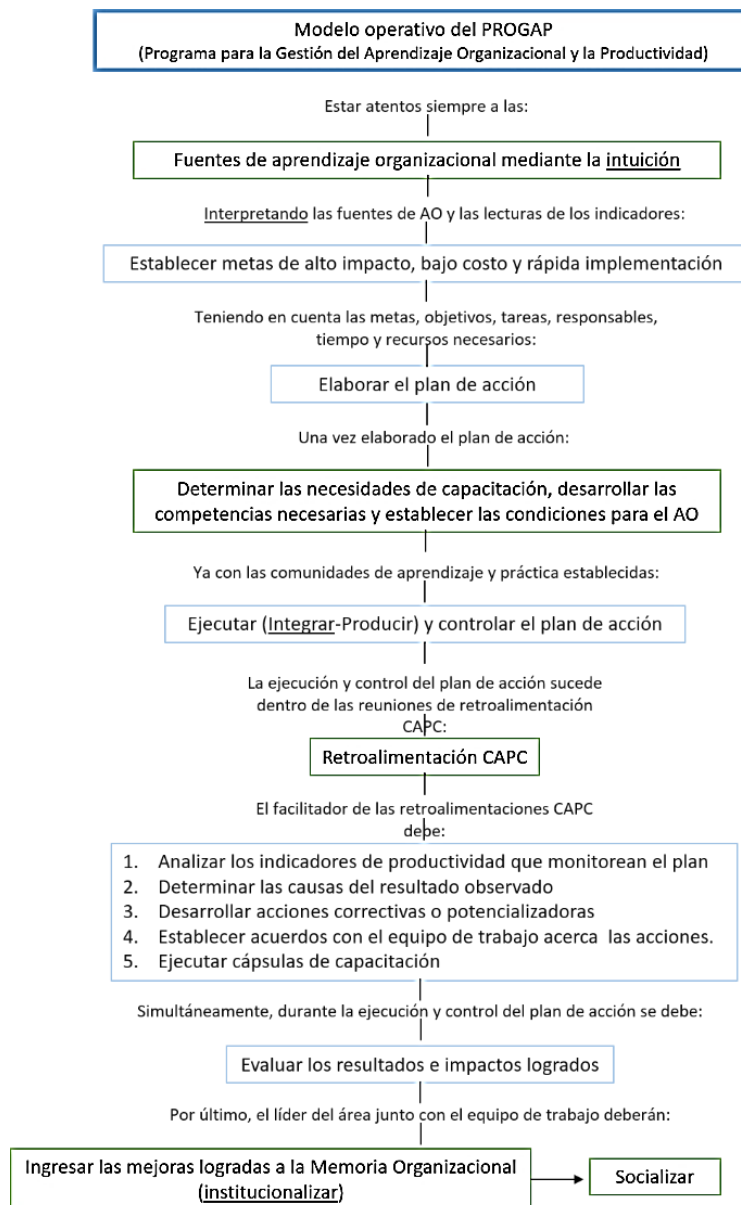 Modelo operativo del PROGAP
(Programa para la Gestión del Aprendizaje Organizacional y la Productividad)
Estar atentos siempre a las:
Fuentes de aprendizaje organizacional mediante la intuición
Interpretando las fuentes de AO y las lecturas de los indicadores:
Establecer metas de alto impacto, bajo costo y rápida implementación
Teniendo en cuenta las metas, objetivos, tareas, responsables,
tiempo y recursos necesarios:
Elaborar el plan de acción
Una vez elaborado el plan de acción:
Determinar las necesidades de capacitación, desarrollar las
competencias necesarias y establecer las condiciones para el AO
Ya con las comunidades de aprendizaje y práctica establecidas:
Ejecutar (Integrar-Producir) y controlar el plan de acción
La ejecución y control del plan de acción sucede
dentro de las reuniones de retroalimentación
CAPC:
Retroalimentación CAPC
El facilitador de las retroalimentaciones CAPC
debe:
1. Analizar los indicadores de productividad que monitorean el plan
2. Determinar las causas del resultado observado
3. Desarrollar acciones correctivas o potencializadoras
4. Establecer acuerdos con el equipo de trabajo acerca las acciones.
5. Ejecutar cápsulas de capacitación
Simultáneamente, durante la ejecución y control del plan de acción se debe:
Evaluar los resultados e impactos logrados
Por último, el líder del área junto con el equipo de trabajo deberán:
Ingresar las mejoras logradas a la Memoria Organizacional
(institucionalizar)
Socializar